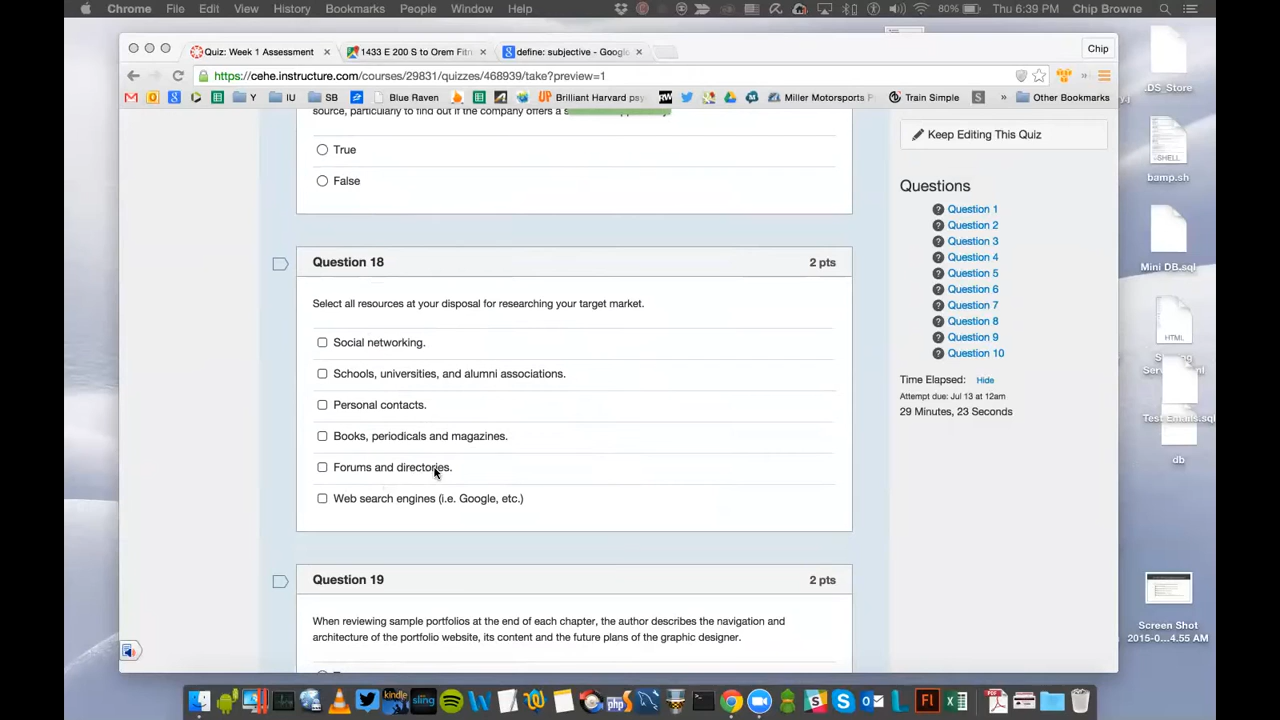 Chrome File Edit View History Bookmarks People Window Help 80% Thu 6:39 PM Chip Browne
Quiz: Week 1 Assessment
1433 E 200 S to Orem Fitn
define: subjective - Goog
Chip
https://cehe.instructure.com/courses/29831/quizzes/468939/take?preview=1
Y IU SB Blue Raven Brilliant Harvard psy Miller Motorsports P Train Simple Other Bookmarks
source, particularly to find out if the company offers a
True
False
Question 18 2 pts
Select all resources at your disposal for researching your target market.
Social networking.
Schools, universities, and alumni associations.
Personal contacts.
Books, periodicals and magazines.
Forums and directories.
Web search engines (i.e. Google, etc.)
Question 19 2 pts
When reviewing sample portfolios at the end of each chapter, the author describes the navigation and
architecture of the portfolio website, its content and the future plans of the graphic designer.
Keep Editing This Quiz
Questions
Question 1
Question 2
Question 3
Question 4
Question 5
Question 6
Question 7
Question 8
Question 9
Question 10
Time Elapsed: Hide
Attempt due: Jul 13 at 12am
29 Minutes, 23 Seconds
.DS_Store
SHELL
bamp.sh
Mini DB.sql
HTML
Test Emails.sql
db
Screen Shot
2015-0...4.55 AM
kindle
sling
php
Fl
PDF